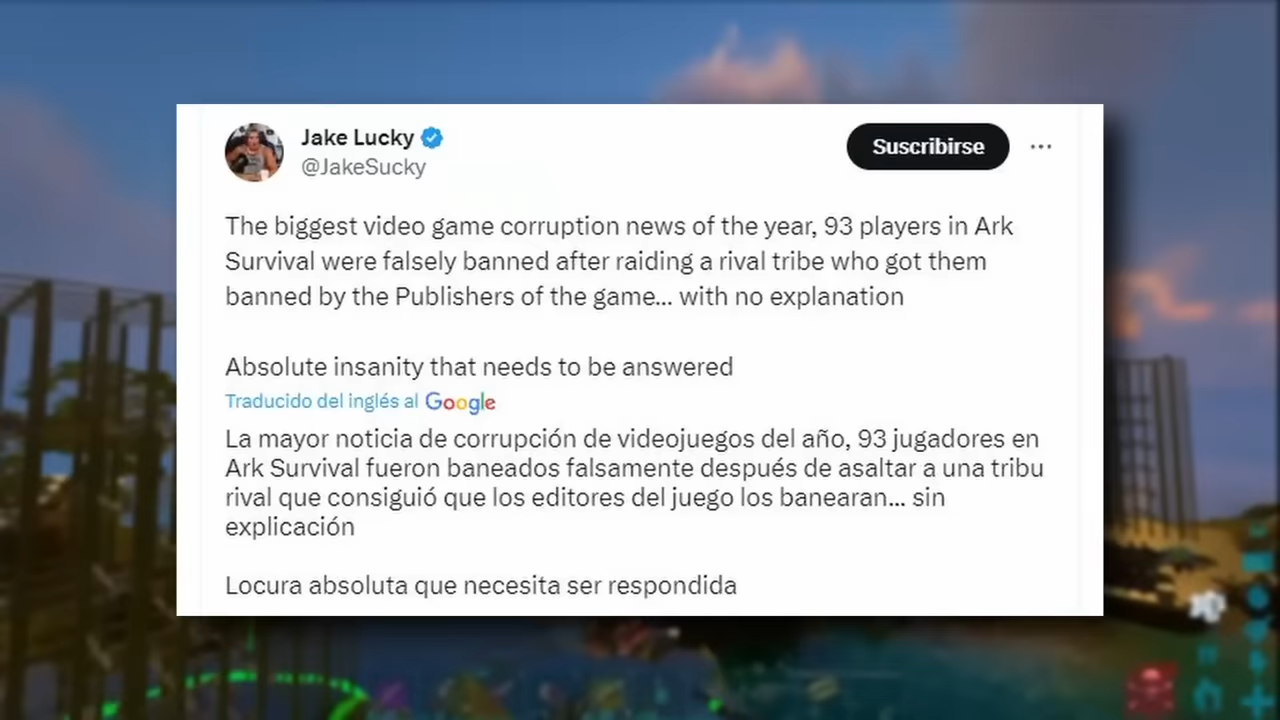 Jake Lucky
@JakeSucky
Suscribirse
The biggest video game corruption news of the year, 93 players in Ark
Survival were falsely banned after raiding a rival tribe who got them
banned by the Publishers of the game... with no explanation
Absolute insanity that needs to be answered
Traducido del inglés al Google
La mayor noticia de corrupción de videojuegos del año, 93 jugadores en
Ark Survival fueron baneados falsamente después de asaltar a una tribu
rival que consiguió que los editores del juego los banearan... sin
explicación
Locura absoluta que necesita ser respondida